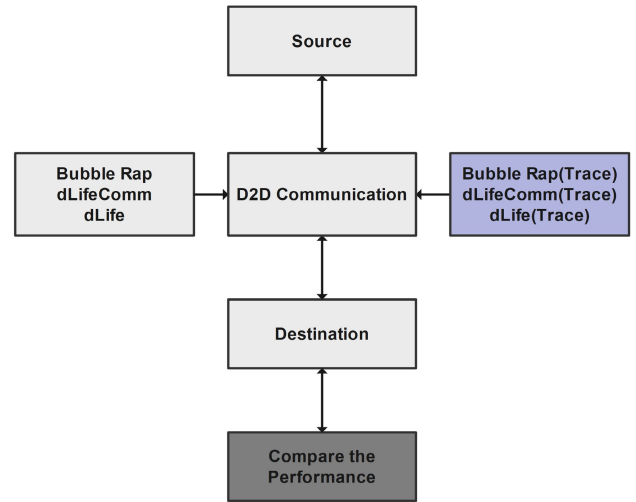 Source
Bubble Rap
dLifeComm
dLife
D2D Communication
Bubble Rap(Trace)
dLifeComm(Trace)
dLife(Trace)
Destination
Compare the
Performance